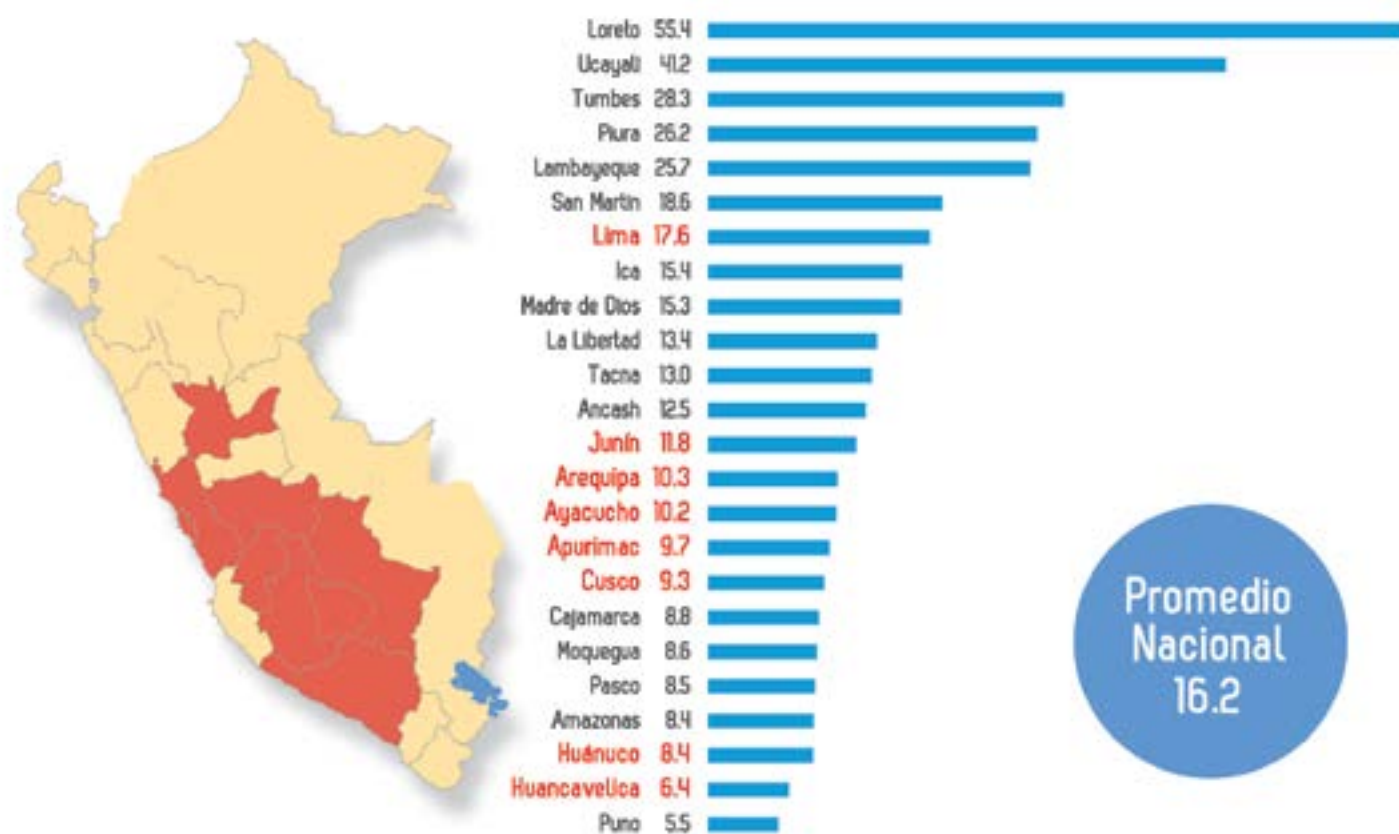 Loreto 55.4
Ucayali 41.2
Tumbes 28.3
Piura 26.2
Lambayeque 25.7
San Martin 18.6
Lima 17.6
Ica 15.4
Madre de Dios 15.3
La Libertad 13.4
Tacna 13.0
Ancash 12.5
Junín 11.8
Arequipa 10.3
Ayacucho 10.2
Apurimac 9.7
Cusco 9.3
Cajamarca 8.8
Moquegua 8.6
Pasco 8.5
Amazonas 8.4
Huánuco 8.4
Huancavelica 6.4
Puno 5.5
Promedio
Nacional
16.2